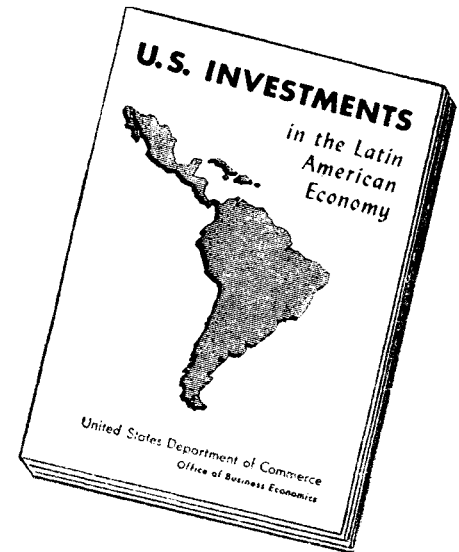 U.S. INVESTMENTS
in the Latin
American
Economy
United States Department of Commerce
Office of Business Economics